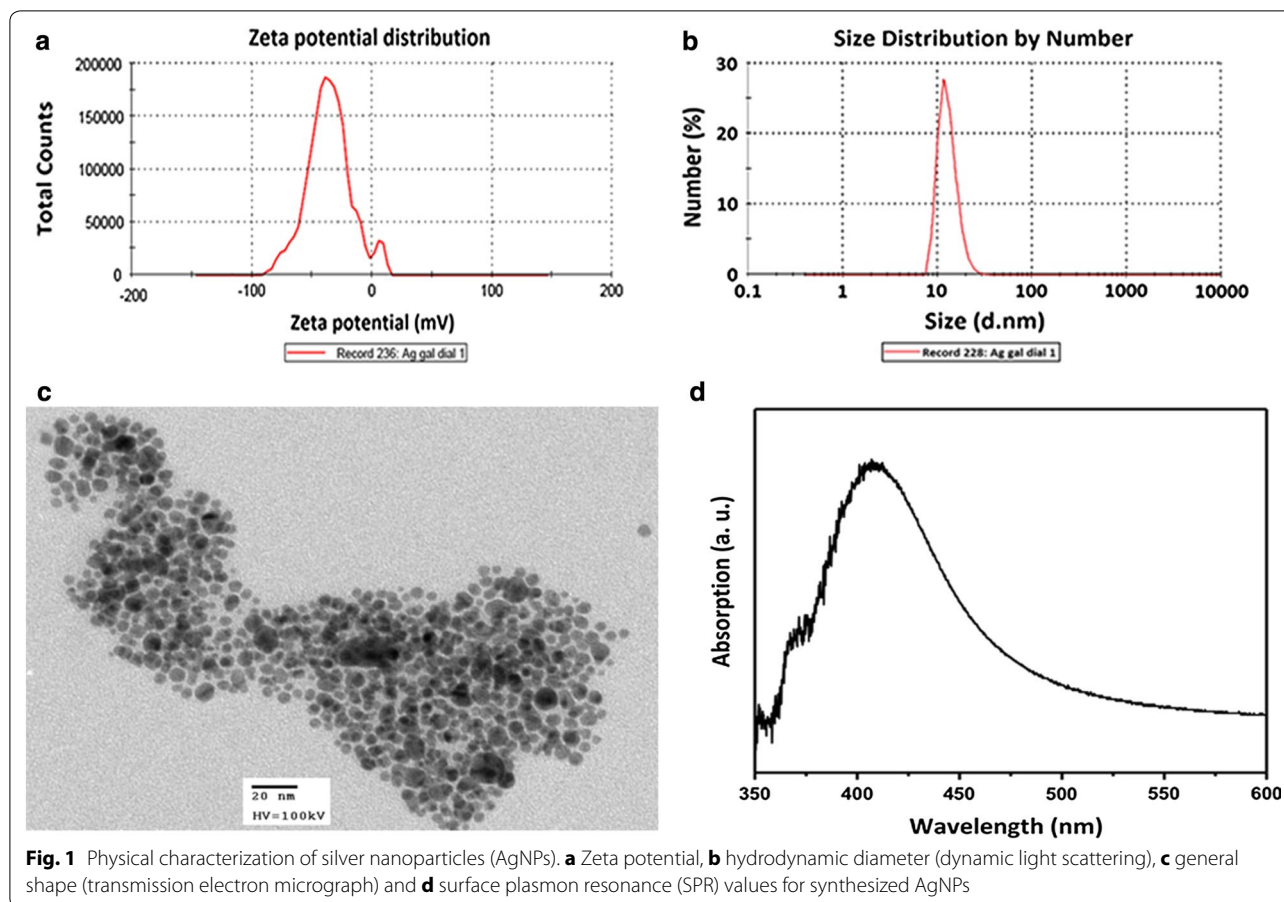 a
Zeta potential distribution
200000
150000
100000
50000
0
Total Counts
-200
-100
0
100
200
Zeta potential (mV)
Record 236: Ag gal dial 1
b
Size Distribution by Number
30
20
10
0
Number (%)
0.1
1
10
100
1000
10000
Size (d.nm)
Record 228: Ag gal dial 1
c
20 nm
HV=100kV
d
Absorption (a. u.)
350
400
450
500
550
600
Wavelength (nm)
Fig. 1 Physical characterization of silver nanoparticles (AgNPs). a Zeta potential, b hydrodynamic diameter (dynamic light scattering), c general
shape (transmission electron micrograph) and d surface plasmon resonance (SPR) values for synthesized AgNPs